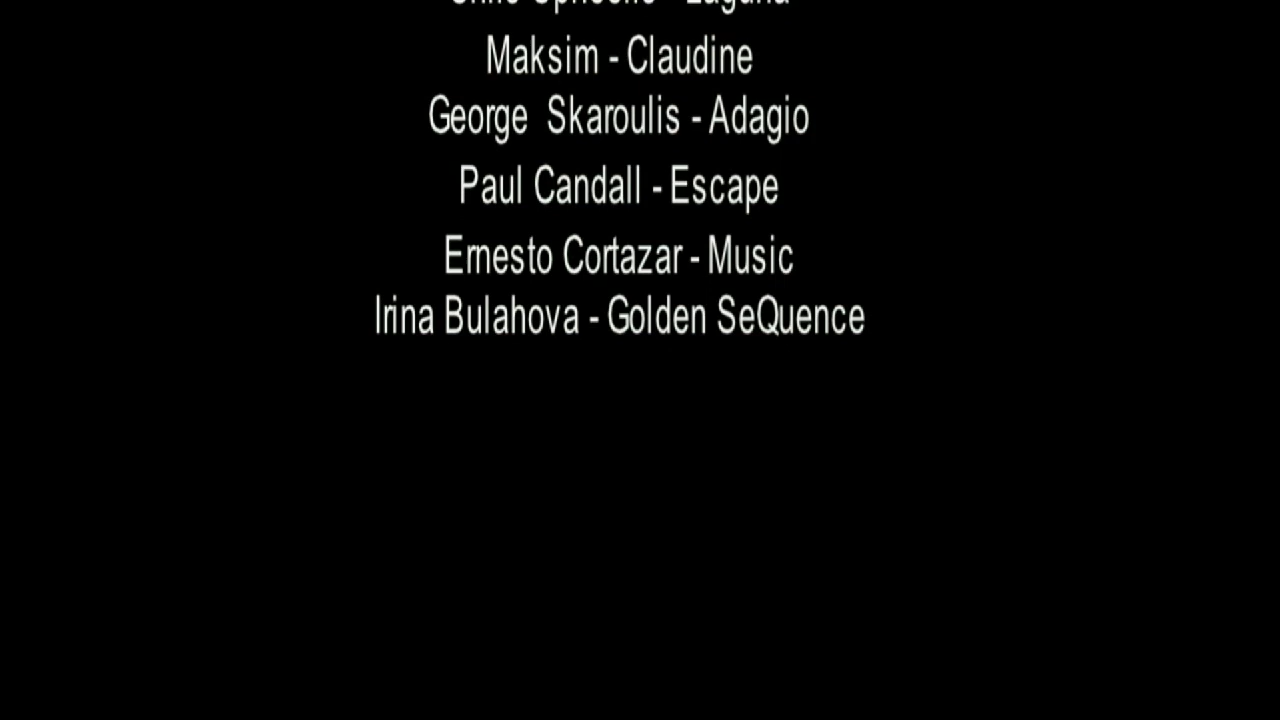 Maksim - Claudine
George Skaroulis - Adagio
Paul Candall - Escape
Ernesto Cortazar - Music
Irina Bulahova - Golden SeQuence